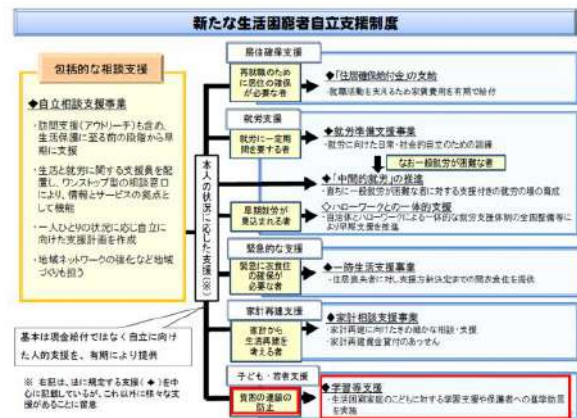 新たな生活困窮者自立支援制度
包括的な相談支援
◆自立相談支援事業
・訪問支援(アウトリーチ)も含め、
生活保護に至る前の段階から早
期に支援
・生活と就労に関する支援員を配
置し、ワンストップ型の相談窓口
により、情報とサービスの拠点と
して機能
・一人ひとりの状況に応じ自立に
向けた支援計画を作成
・地域ネットワークの強化など地域
づくりも担う
基本は現金給付ではなく自立に向け
た人的支援を、有期により提供
※ 右記は、法に規定する支援(◆)を中
心に記載しているが、これ以外に様々な支
援があることに留意
本人の状況に応じた支援(※)
居住確保支援
再就職のため
に居住の確保
が必要な者
◆「住居確保給付金」の支給
・就職活動を支えるため家賃費用を有期で給付
就労支援
就労に一定期
間を要する者
◆就労準備支援事業
・就労に向けた日常・社会的自立のための訓練
なお一般就労が困難な者
◆「中間的就労」の推進
・直ちに一般就労が困難な者に対する支援付きの就労の場の育成
早期就労が
見込まれる者
◇ハローワークとの一体的支援
・自治体とハローワークによる一体的な就労支援体制の全国整備等に
より早期支援を推進
緊急的な支援
緊急に衣食住
の確保が
必要な者
◆一時生活支援事業
・住居喪失者に対し支援方針決定までの間衣食住を提供
家計再建支援
家計から
生活再建を
考える者
◆家計相談支援事業
・家計再建に向けたきめ細かな相談・支援
・家計再建資金貸付のあっせん
子ども・若者支援
貧困の連鎖の
防止
◆学習等支援
・生活困窮家庭のこどもに対する学習支援や保護者への進学助言
を実施